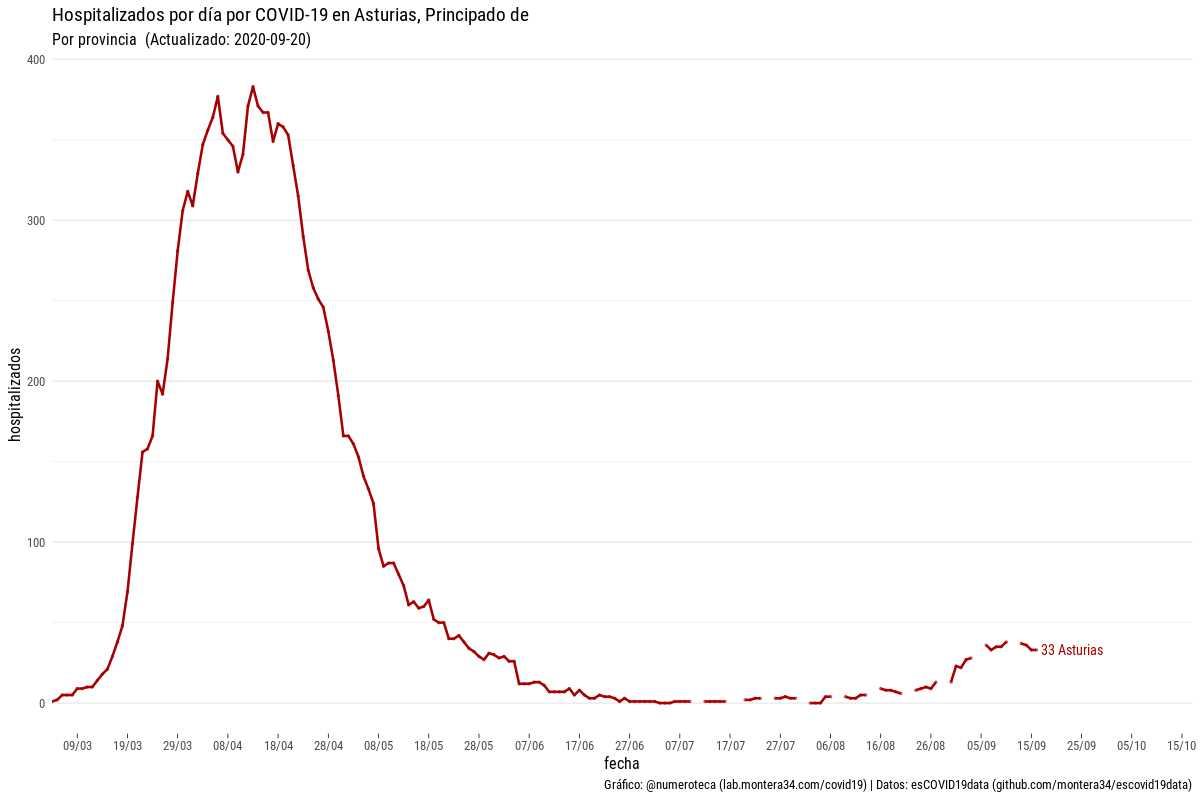 Hospitalizados por día por COVID-19 en Asturias, Principado de
Por provincia  (Actualizado: 2020-09-20)
400
300
200
100
0
hospitalizados
33 Asturias
09/03 19/03 29/03 08/04 18/04 28/04 08/05 18/05 28/05 07/06 17/06 27/06 07/07 17/07 27/07 06/08 16/08 26/08 05/09 15/09 25/09 05/10 15/10
fecha
Gráfico: @numeroteca (lab.montera34.com/covid19) | Datos: esCOVID19data (github.com/montera34/escovid19data)